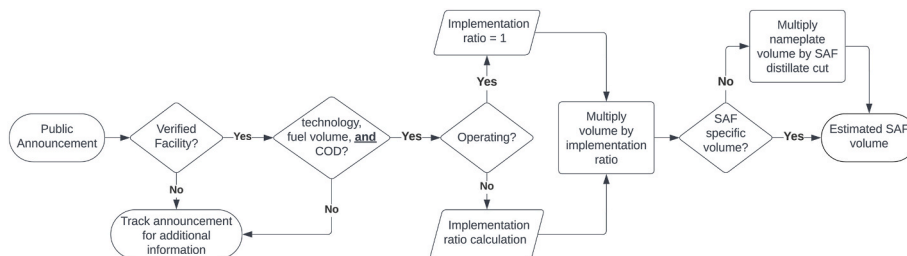 Public
Announcement
Verified
Facility?
Yes
No
Track announcement
for additional
information
technology,
fuel volume, and
COD?
Yes
No
Operating?
Yes
Implementation
ratio = 1
No
Implementation
ratio calculation
Multiply
volume by
implementation
ratio
SAF
specific
volume?
No
Multiply
nameplate
volume by SAF
distillate cut
Yes
Estimated SAF
volume